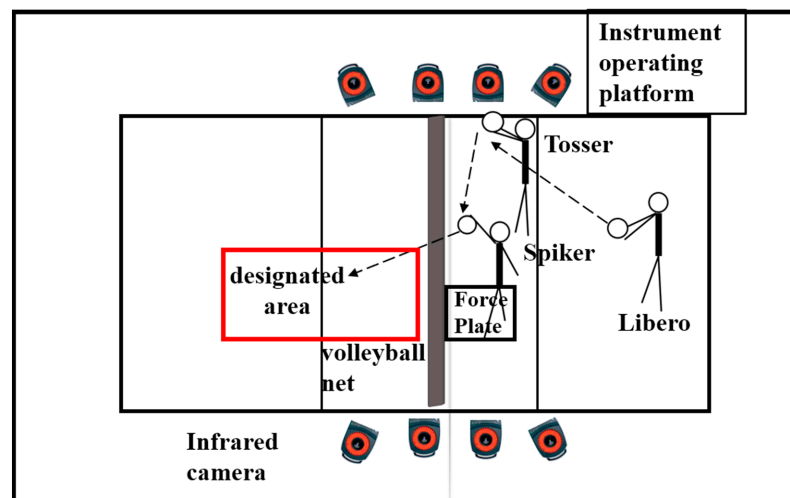 Instrument
operating
platform
Tosser
Spiker
designated
area
Force
Plate
Libero
volleyball
net
Infrared
camera